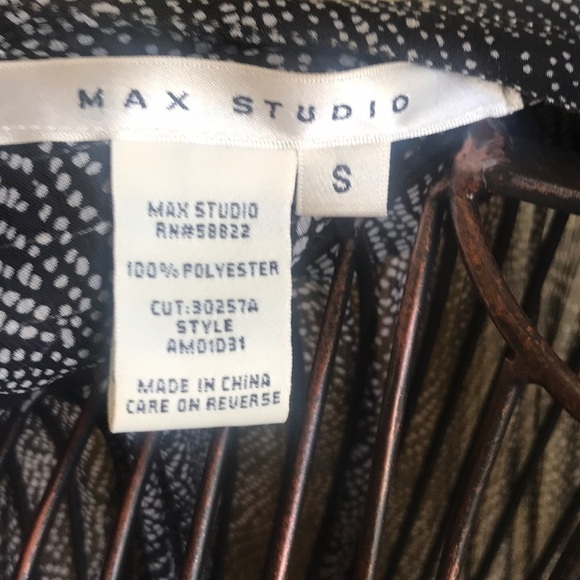 MAX STUDIO
S
MAX STUDIO
RN#58822
100% POLYESTER
CUT:30257A
STYLE
AM01D31
MADE IN CHINA
CARE ON REVERSE